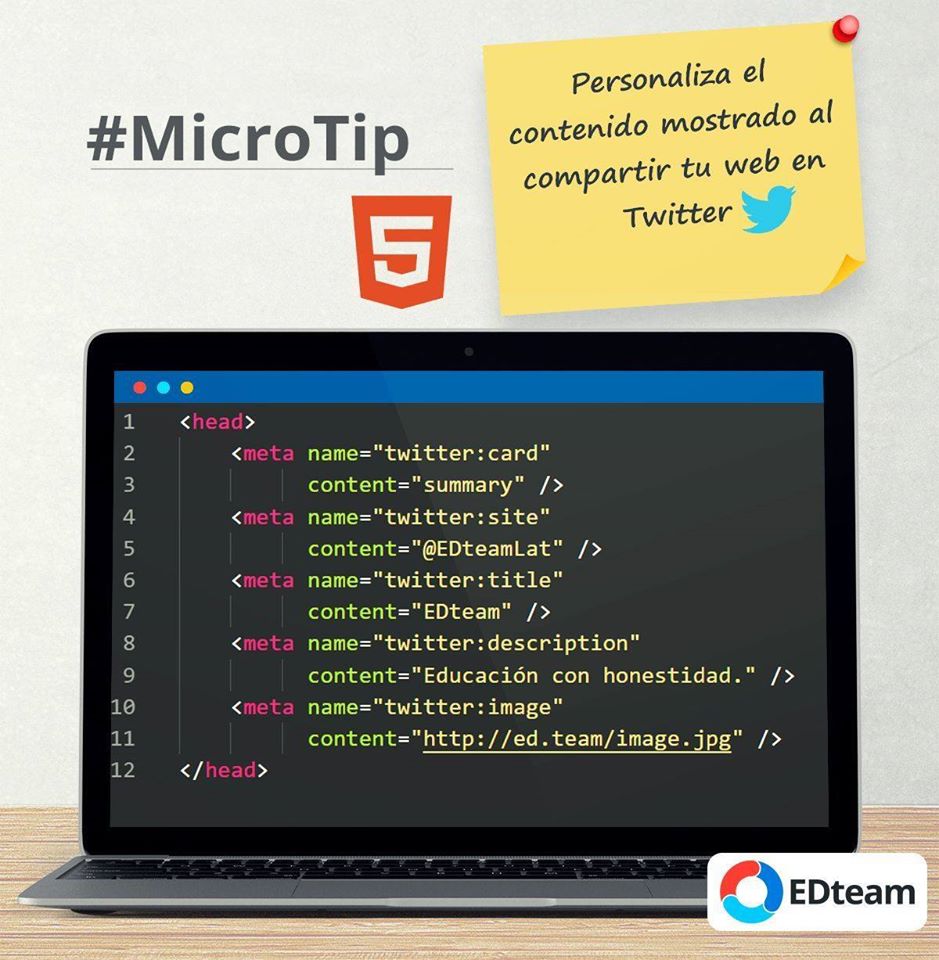 #MicroTip
Personaliza el
contenido mostrado al
compartir tu web en
Twitter
5
1 <head>
2 <meta name="twitter:card"
3 content="summary" />
4 <meta name="twitter:site"
5 content="@EDteamLat" />
6 <meta name="twitter:title"
7 content="EDteam" />
8 <meta name="twitter:description"
9 content="Educación con honestidad." />
10 <meta name="twitter:image"
11 content="http://ed.team/image.jpg" />
12 </head>
EDteam